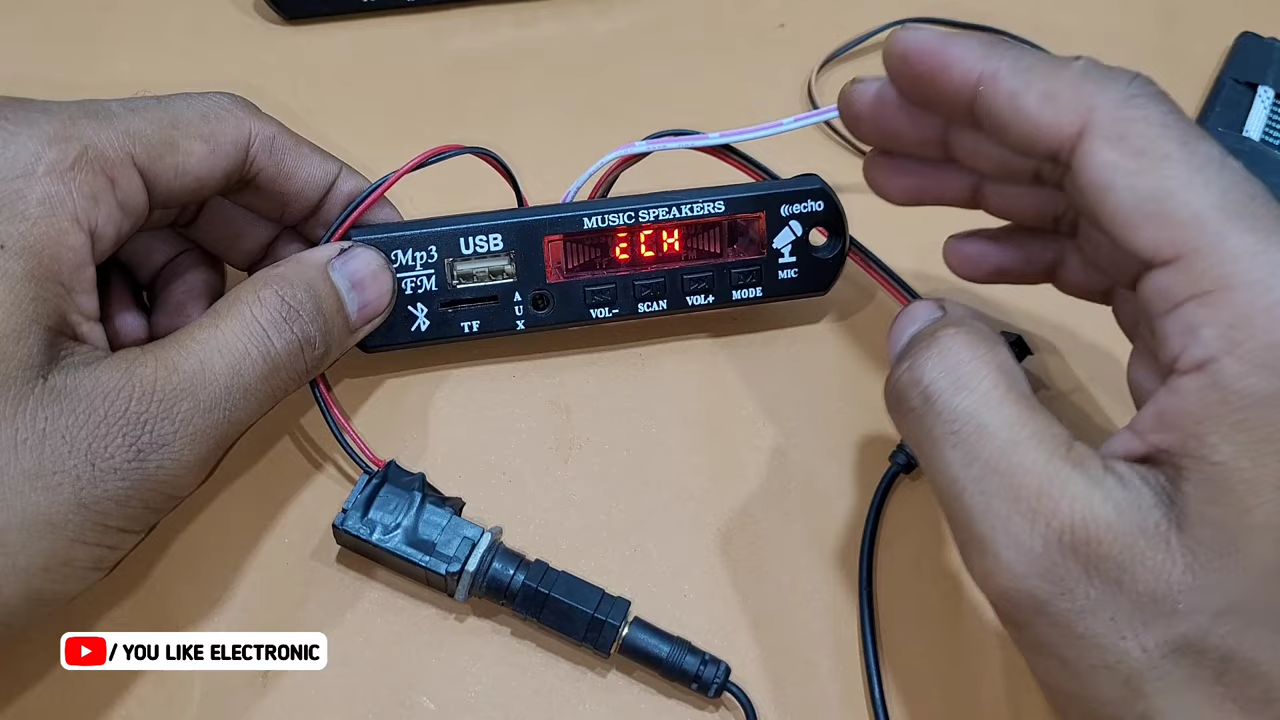 MUSIC SPEAKERS
(((echo
Mp3
FM
USB
ECH
MIC
TF
AUX
VOL-
SCAN
VOL+
MODE
/ YOU LIKE ELECTRONIC